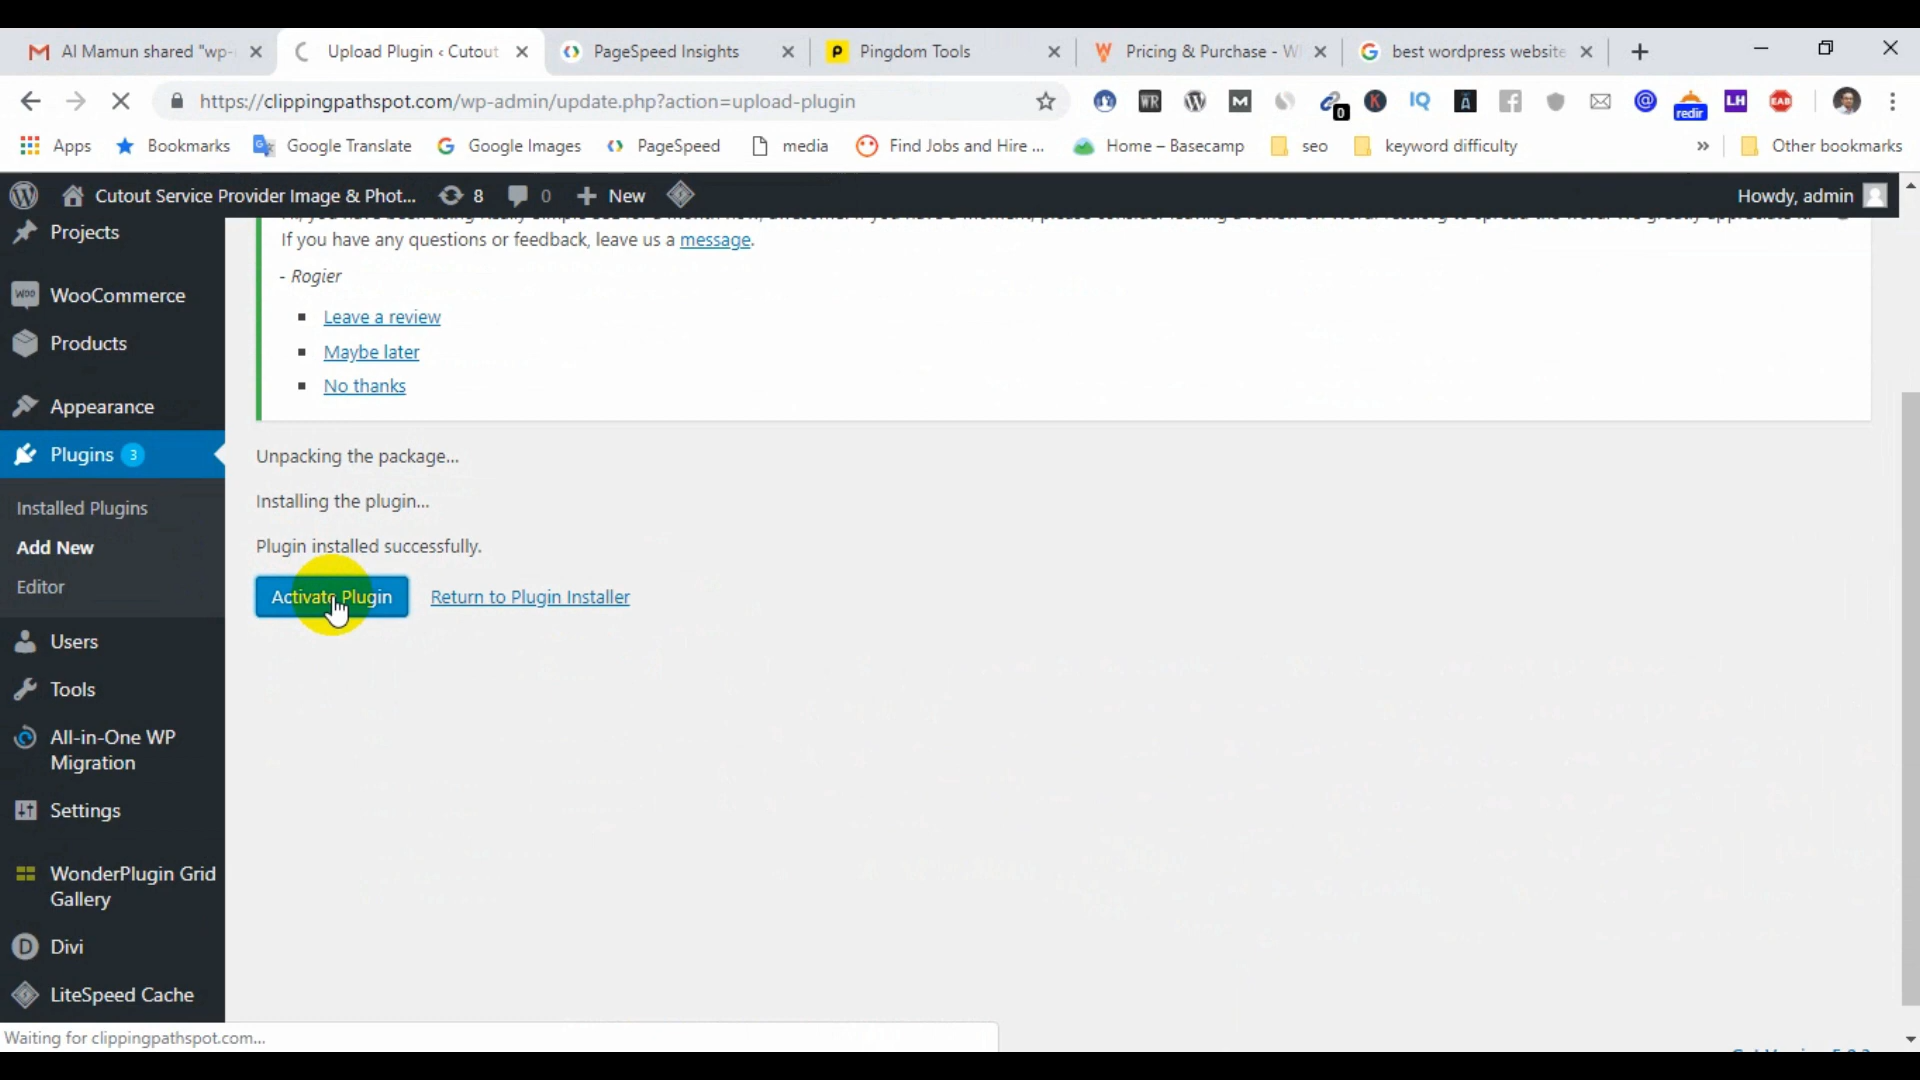 Al Mamun shared "wp-
Upload Plugin ‹ Cutout
PageSpeed Insights
Pingdom Tools
Pricing & Purchase - W
best wordpress website
https://clippingpathspot.com/wp-admin/update.php?action=upload-plugin
WR
M
0
K
IQ
redir
LH
EAB
Apps
Bookmarks
Google Translate
Google Images
PageSpeed
media
Find Jobs and Hire ...
Home – Basecamp
seo
keyword difficulty
»
Other bookmarks
Cutout Service Provider Image & Phot...
8
0
New
Howdy, admin
Projects
WooCommerce
Products
Appearance
Plugins 3
Installed Plugins
Add New
Editor
Users
Tools
All-in-One WP
Migration
Settings
WonderPlugin Grid
Gallery
Divi
LiteSpeed Cache
If you have any questions or feedback, leave us a message.
- Rogier
Leave a review
Maybe later
No thanks
Unpacking the package...
Installing the plugin...
Plugin installed successfully.
Activate Plugin
Return to Plugin Installer
Waiting for clippingpathspot.com...